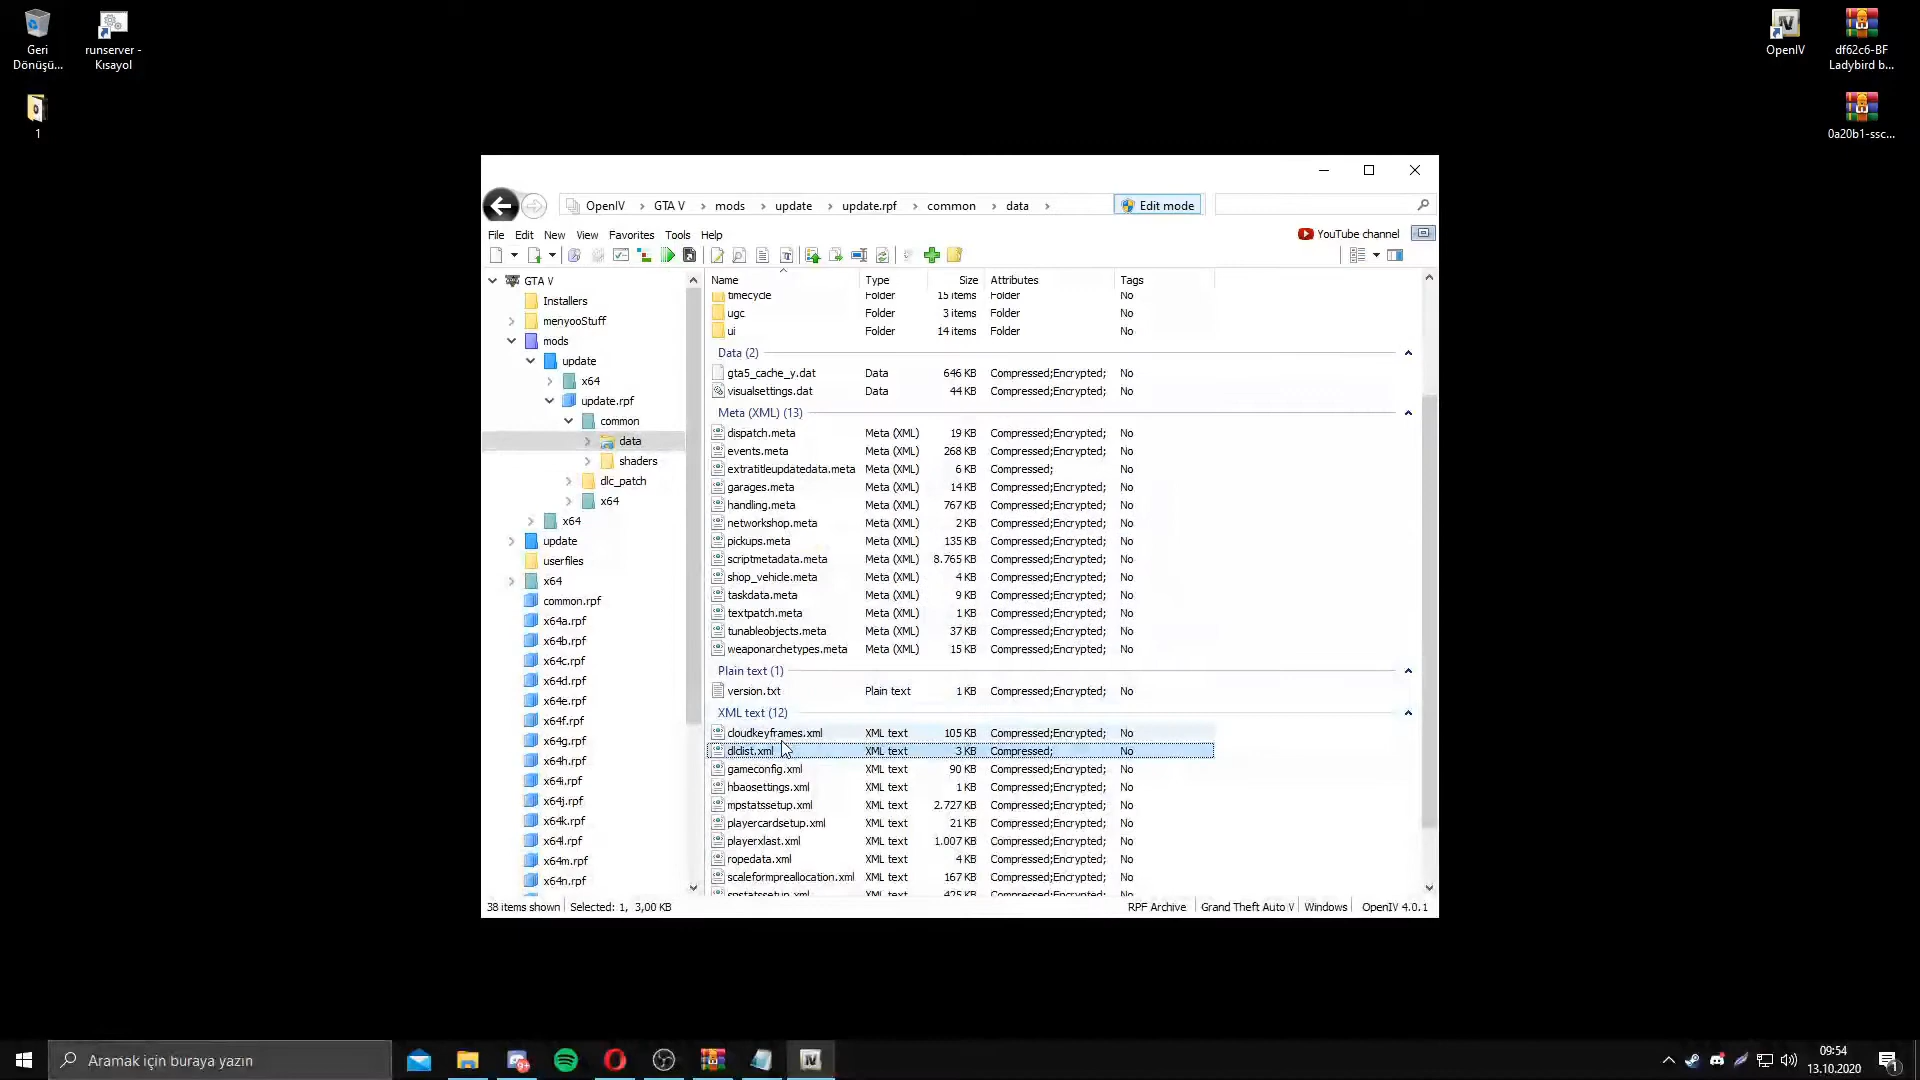 Geri
Dönüşü...
runserver -
Kısayol
1
OpenIV
df62c6-BF
Ladybird b...
0a20b1-ssc...
OpenIV GTA V mods update update.rpf common data Edit mode
File Edit New View Favorites Tools Help YouTube channel
GTA V
Installers
menyooStuff
mods
update
x64
update.rpf
common
data
shaders
dlc_patch
x64
x64
update
userfiles
x64
common.rpf
x64a.rpf
x64b.rpf
x64c.rpf
x64d.rpf
x64e.rpf
x64f.rpf
x64g.rpf
x64h.rpf
x64i.rpf
x64j.rpf
x64k.rpf
x64l.rpf
x64m.rpf
x64n.rpf
Name Type Size Attributes Tags
timecycle Folder 15 items Folder No
ugc Folder 3 items Folder No
ui Folder 14 items Folder No
Data (2)
gta5_cache_y.dat Data 646 KB Compressed;Encrypted; No
visualsettings.dat Data 44 KB Compressed;Encrypted; No
Meta (XML) (13)
dispatch.meta Meta (XML) 19 KB Compressed;Encrypted; No
events.meta Meta (XML) 268 KB Compressed;Encrypted; No
extratitleupdatedata.meta Meta (XML) 6 KB Compressed; No
garages.meta Meta (XML) 14 KB Compressed;Encrypted; No
handling.meta Meta (XML) 767 KB Compressed;Encrypted; No
networkshop.meta Meta (XML) 2 KB Compressed;Encrypted; No
pickups.meta Meta (XML) 135 KB Compressed;Encrypted; No
scriptmetadata.meta Meta (XML) 8.765 KB Compressed;Encrypted; No
shop_vehicle.meta Meta (XML) 4 KB Compressed;Encrypted; No
taskdata.meta Meta (XML) 9 KB Compressed;Encrypted; No
textpatch.meta Meta (XML) 1 KB Compressed;Encrypted; No
tunableobjects.meta Meta (XML) 37 KB Compressed;Encrypted; No
weaponarchetypes.meta Meta (XML) 15 KB Compressed;Encrypted; No
Plain text (1)
version.txt Plain text 1 KB Compressed;Encrypted; No
XML text (12)
cloudkeyframes.xml XML text 105 KB Compressed;Encrypted; No
dlclist.xml XML text 3 KB Compressed; No
gameconfig.xml XML text 90 KB Compressed;Encrypted; No
hbaosettings.xml XML text 1 KB Compressed;Encrypted; No
mpstatssetup.xml XML text 2.727 KB Compressed;Encrypted; No
playercardsetup.xml XML text 21 KB Compressed;Encrypted; No
playerxlast.xml XML text 1.007 KB Compressed;Encrypted; No
ropedata.xml XML text 4 KB Compressed;Encrypted; No
scaleformpreallocation.xml XML text 167 KB Compressed;Encrypted; No
spstatssetup.xml XML text 425 KB Compressed;Encrypted; No
38 items shown Selected: 1, 3,00 KB RPF Archive Grand Theft Auto V Windows OpenIV 4.0.1
Aramak için buraya yazın
9+
09:54
13.10.2020
1